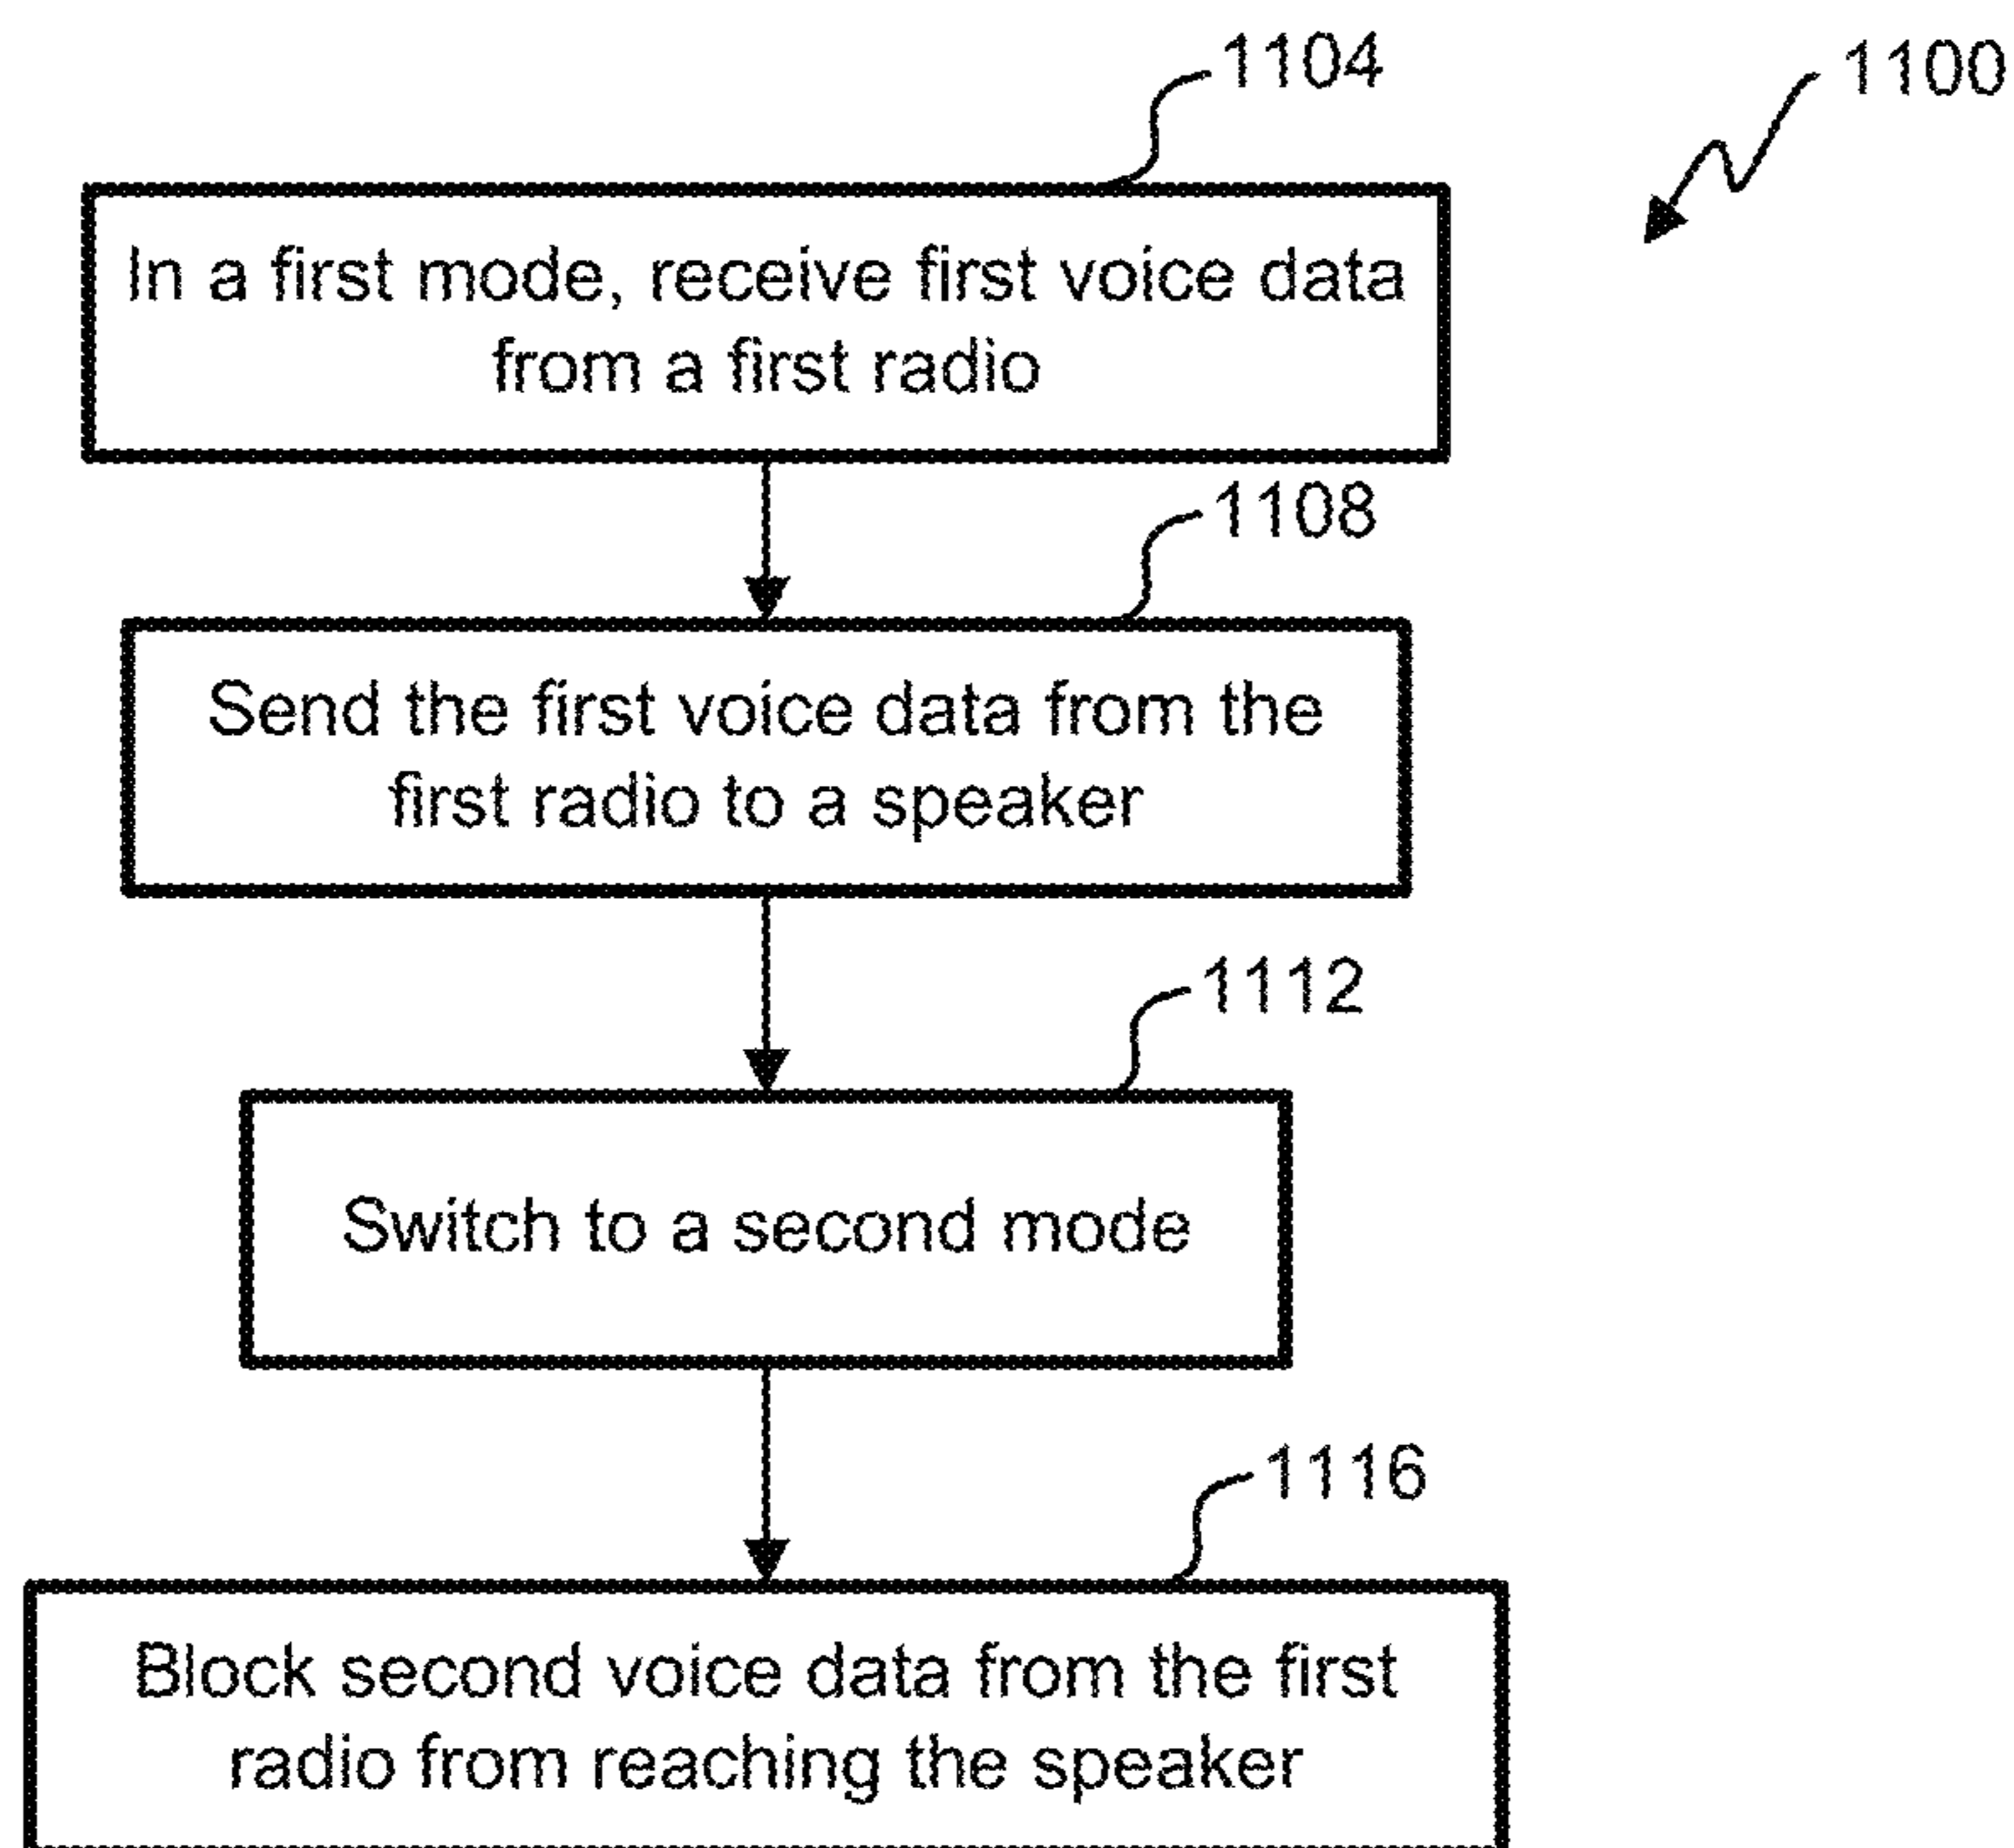 1104
1100
In a first mode, receive first voice data
from a first radio
1108
Send the first voice data from the
first radio to a speaker
1112
Switch to a second mode
1116
Block second voice data from the first
radio from reaching the speaker